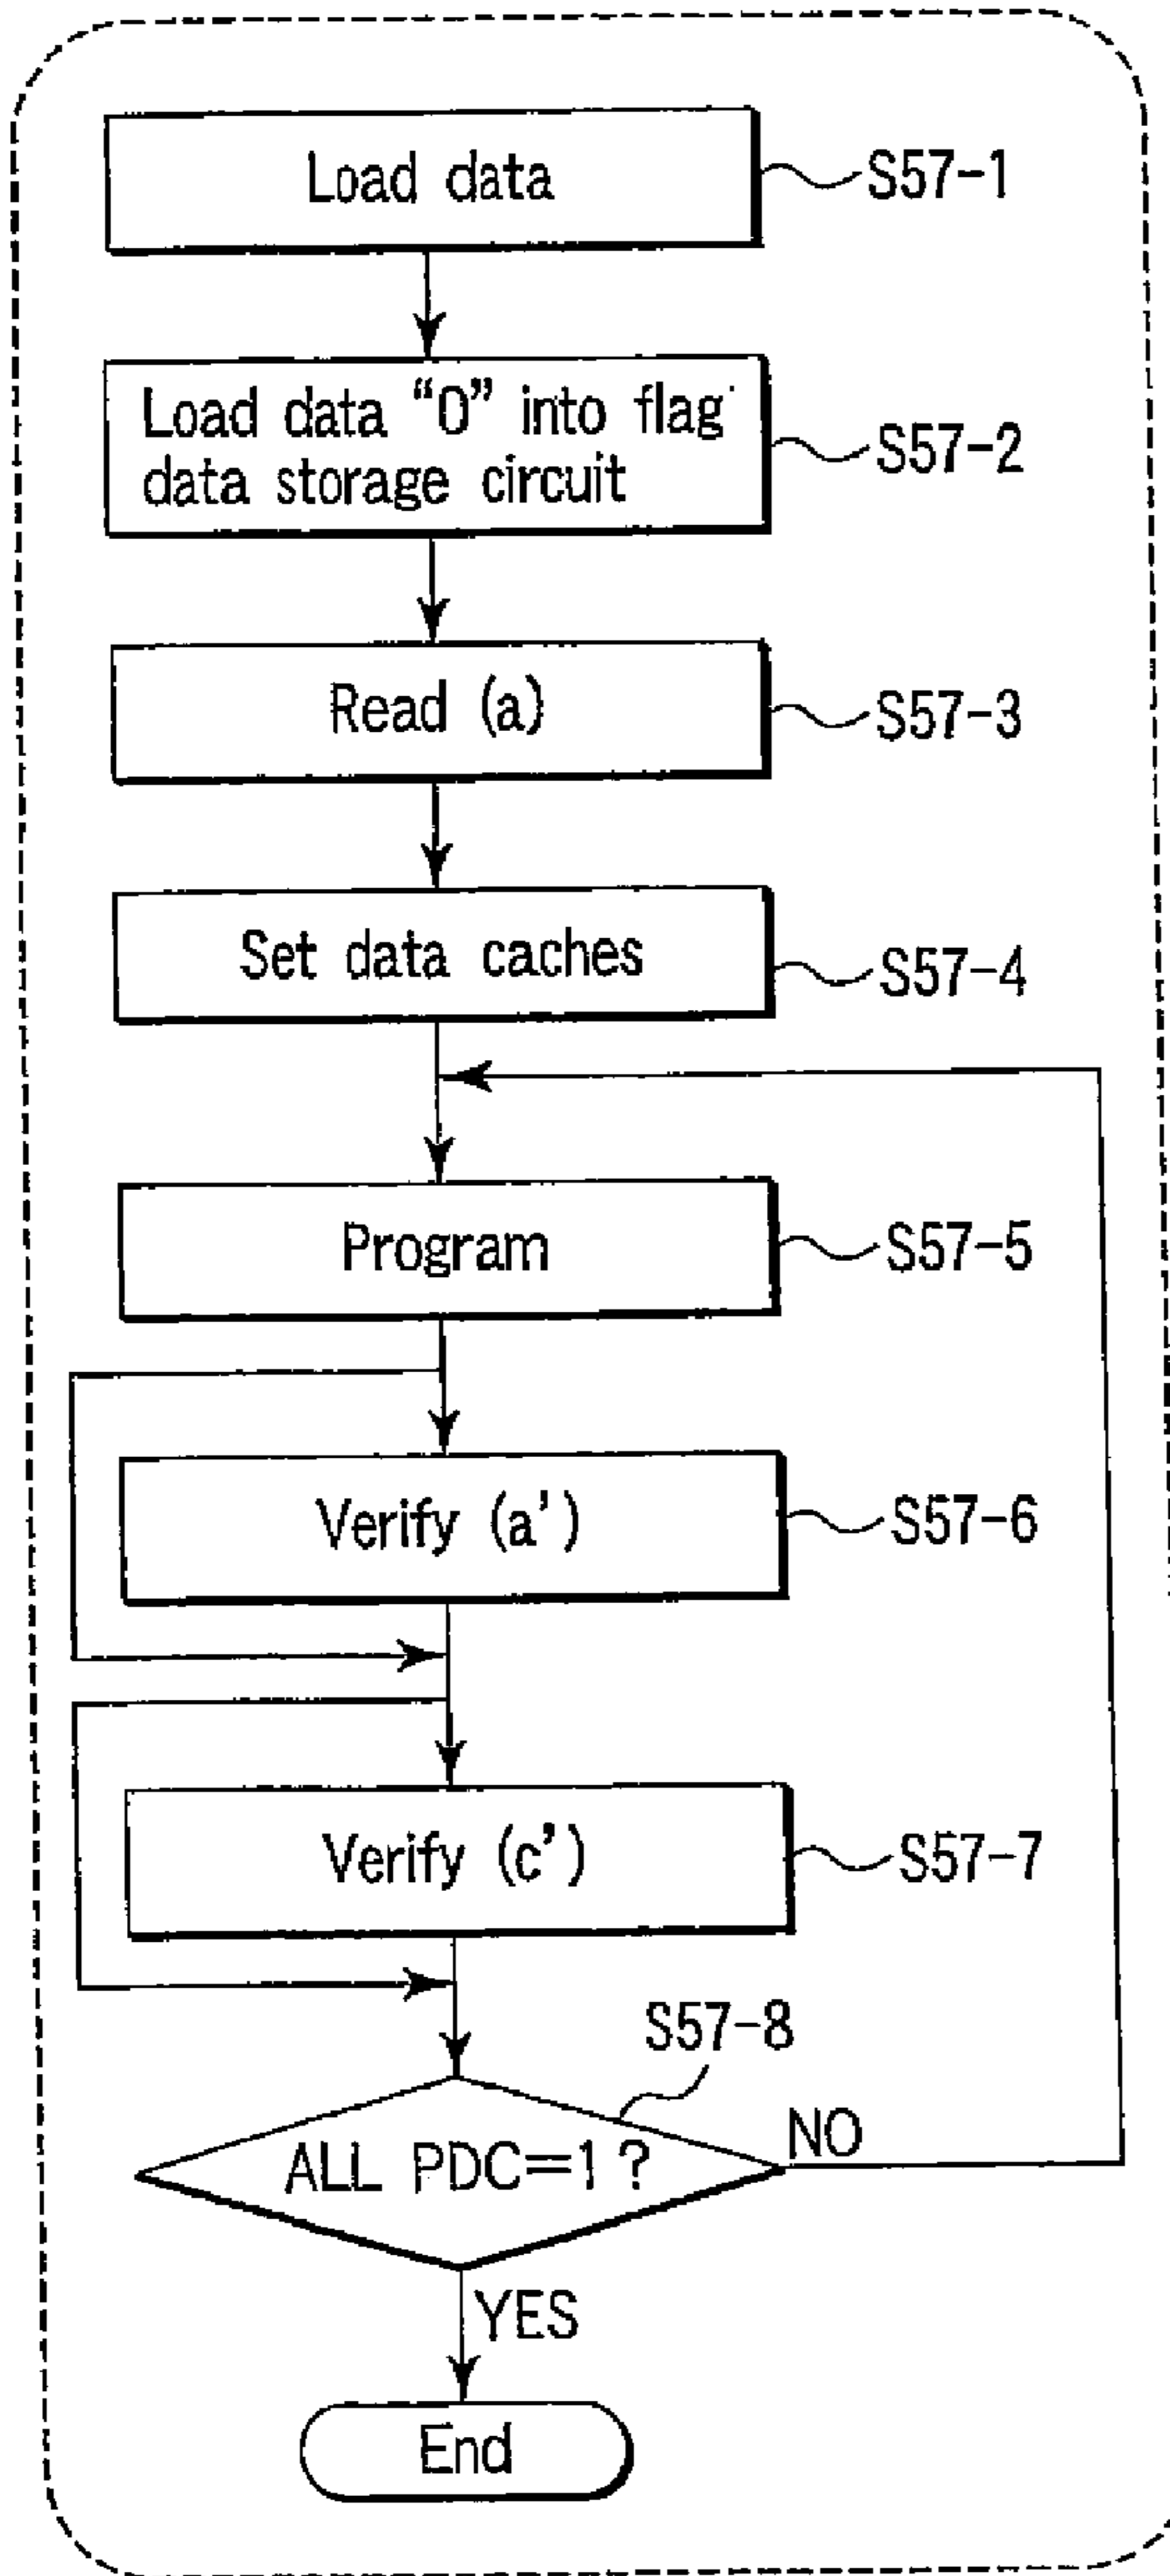 Load data
S57-1
Load data “0” into flag
data storage circuit
S57-2
Read (a)
S57-3
Set data caches
S57-4
Program
S57-5
Verify (a’)
S57-6
Verify (c’)
S57-7
S57-8
ALL PDC=1 ?
NO
YES
End